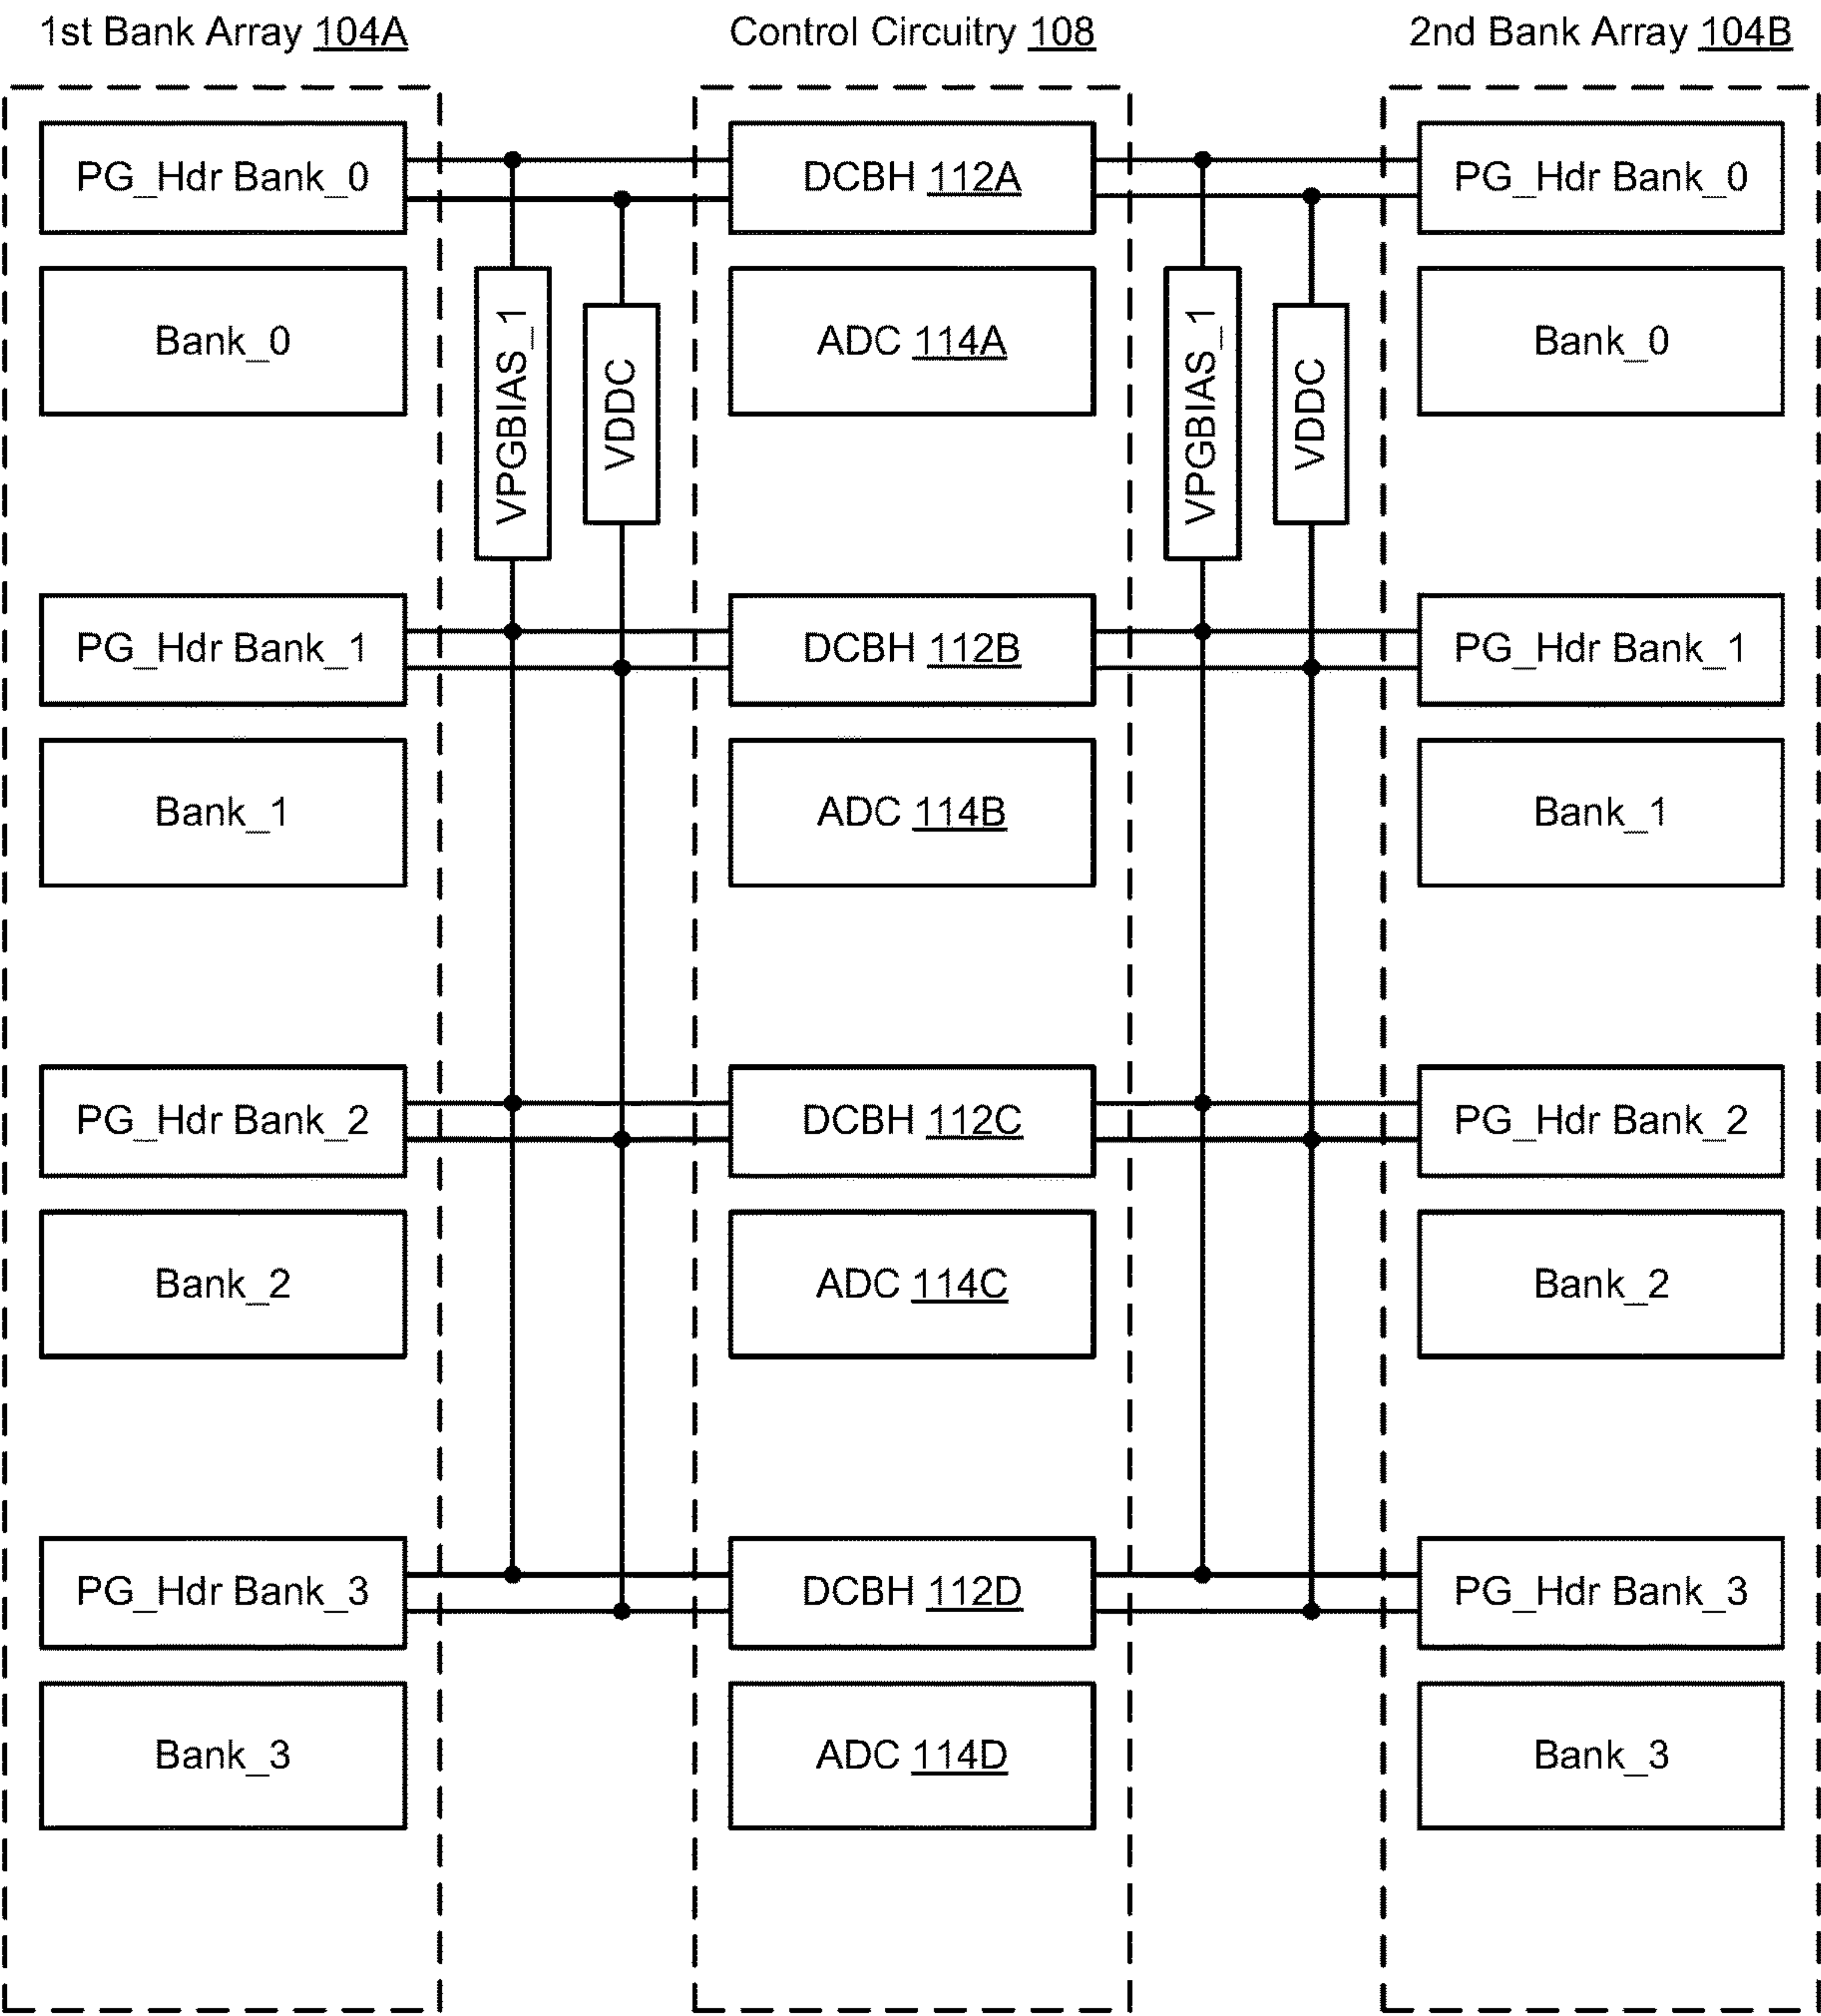 1st Bank Array 104A
Control Circuitry 108
2nd Bank Array 104B
PG_Hdr Bank_0
DCBH 112A
PG_Hdr Bank_0
Bank_0
VPGBIAS_1
VDDC
ADC 114A
VPGBIAS_1
VDDC
Bank_0
PG_Hdr Bank_1
DCBH 112B
PG_Hdr Bank_1
Bank_1
ADC 114B
Bank_1
PG_Hdr Bank_2
DCBH 112C
PG_Hdr Bank_2
Bank_2
ADC 114C
Bank_2
PG_Hdr Bank_3
DCBH 112D
PG_Hdr Bank_3
Bank_3
ADC 114D
Bank_3